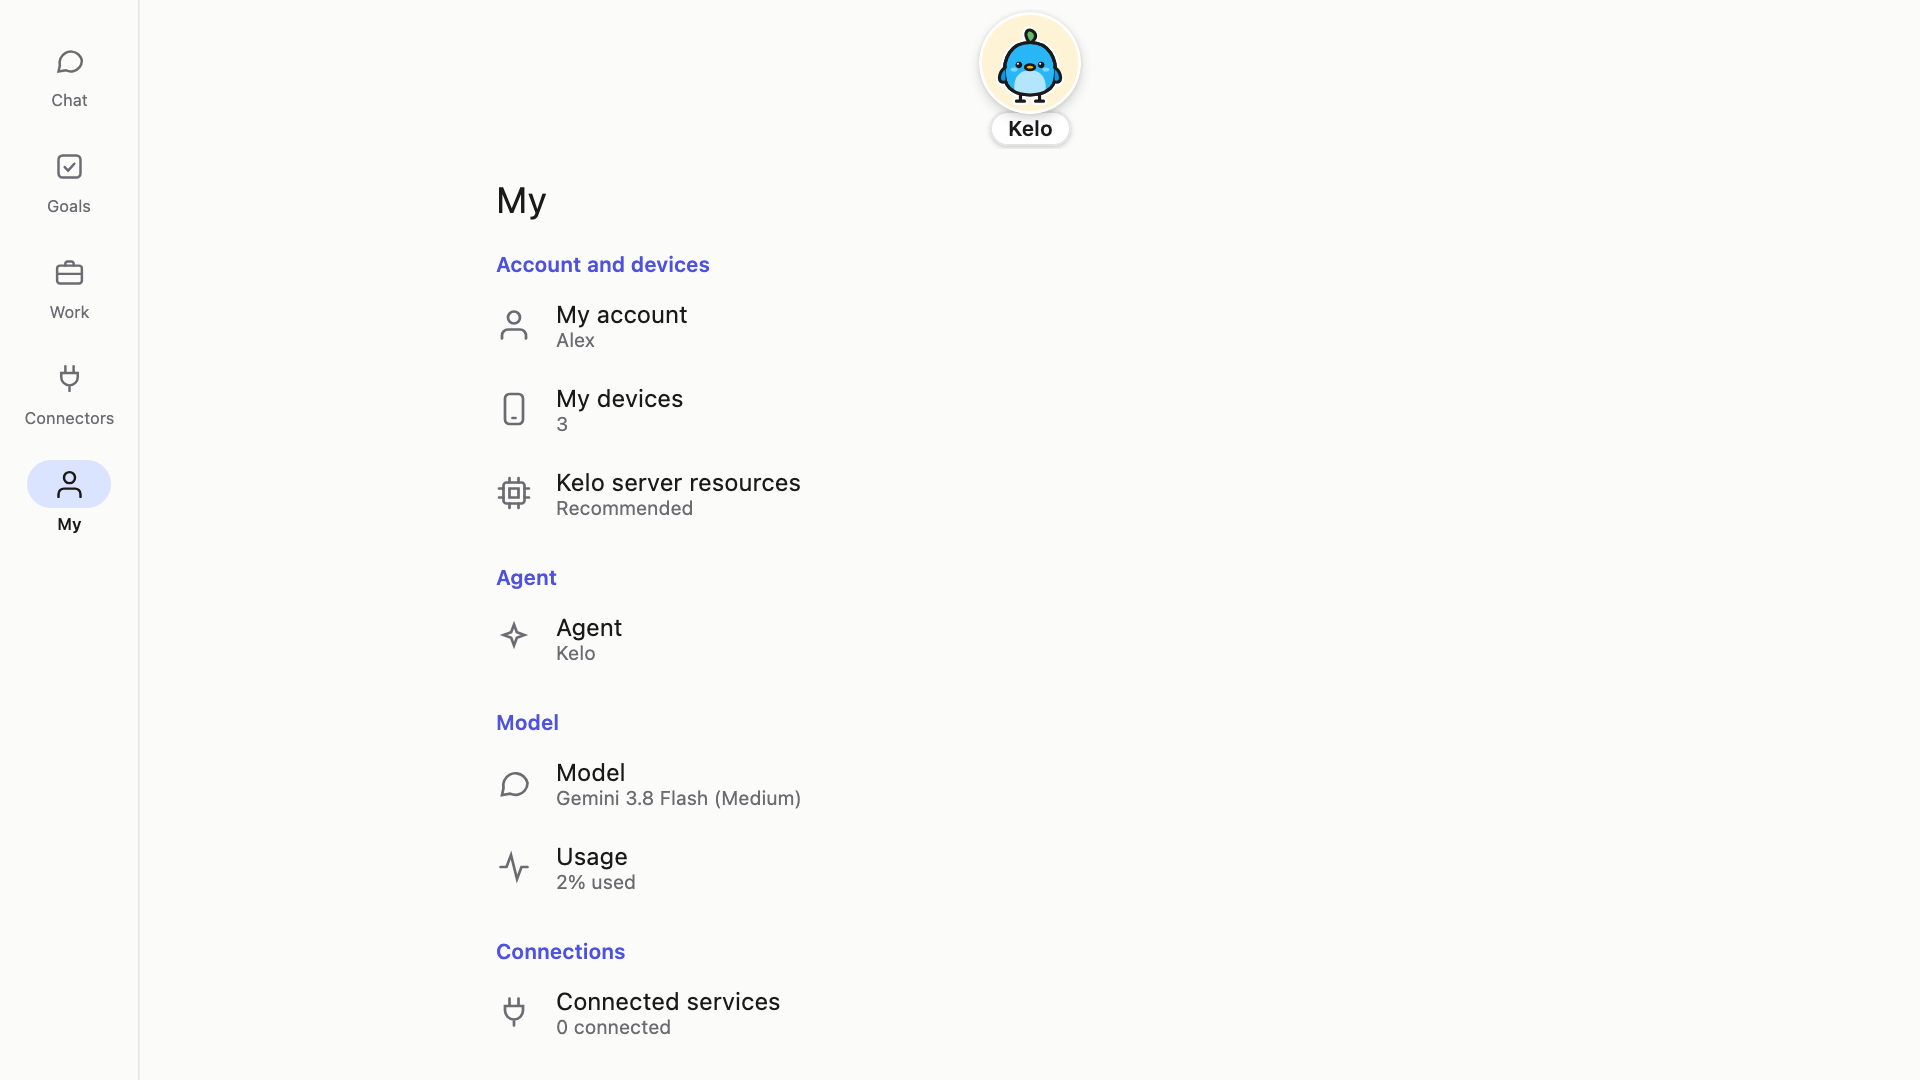 Chat
Goals
Work
Connectors
My
Kelo
My
Account and devices
My account
Alex
My devices
3
Kelo server resources
Recommended
Agent
Agent
Kelo
Model
Model
Gemini 3.8 Flash (Medium)
Usage
2% used
Connections
Connected services
0 connected